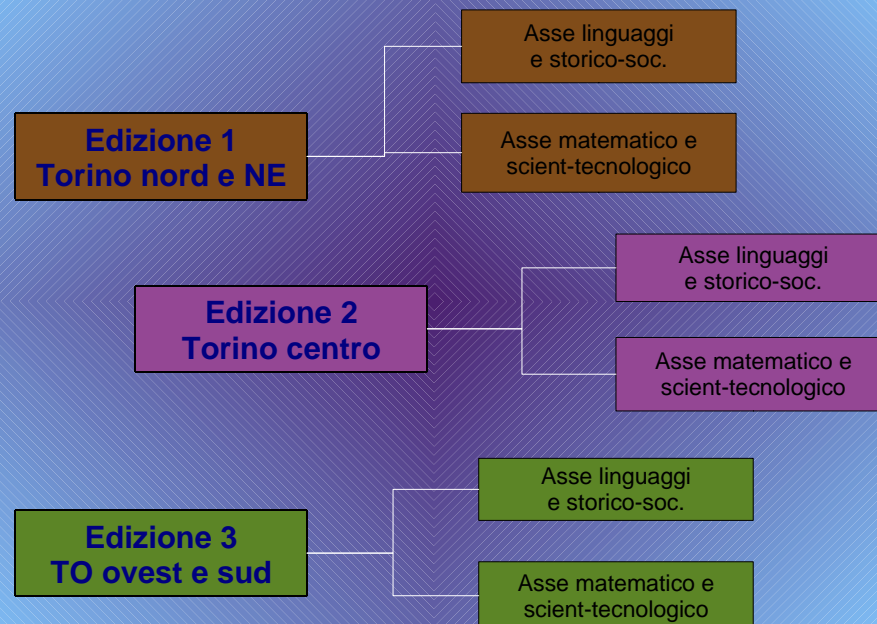 Asse linguaggi
e storico-soc.
Edizione 1
Torino nord e NE
Asse matematico e
scient-tecnologico
Asse linguaggi
e storico-soc.
Edizione 2
Torino centro
Asse matematico e
scient-tecnologico
Asse linguaggi
e storico-soc.
Edizione 3
TO ovest e sud
Asse matematico e
scient-tecnologico